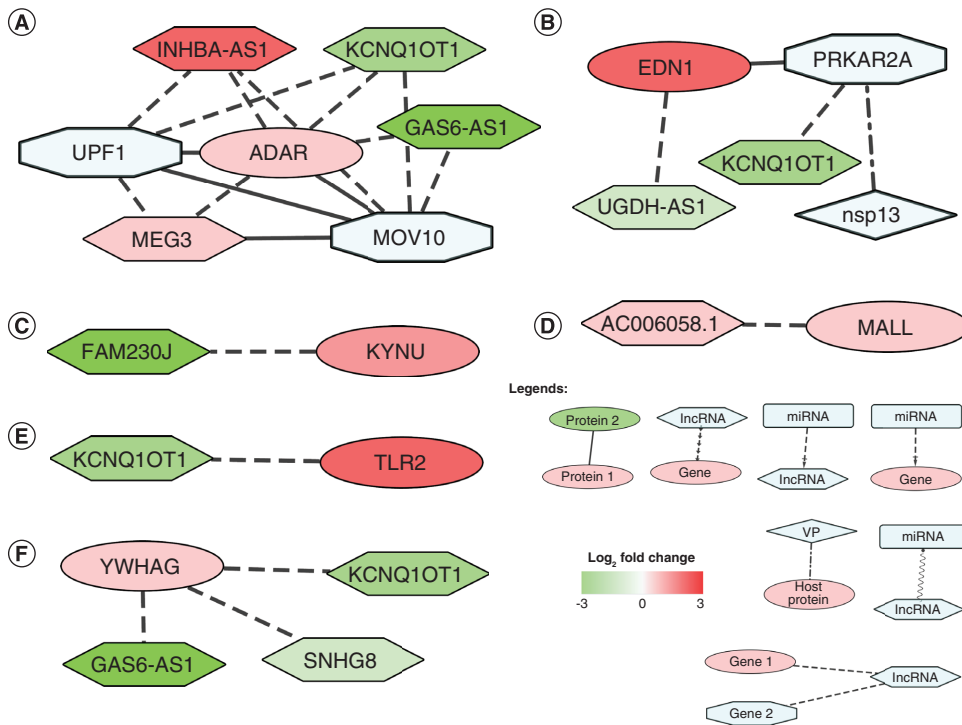 A
INHBA-AS1
KCNQ1OT1
GAS6-AS1
UPF1
ADAR
MEG3
MOV10
B
EDN1
PRKAR2A
KCNQ1OT1
UGDH-AS1
nsp13
C
FAM230J
KYNU
D
AC006058.1
MALL
E
KCNQ1OT1
TLR2
F
YWHAG
KCNQ1OT1
GAS6-AS1
SNHG8
Legends:
Protein 2
Protein 1
lncRNA
Gene
miRNA
lncRNA
miRNA
Gene
VP
Host
protein
miRNA
lncRNA
Log2 fold change
-3 0 3
Gene 1
Gene 2
lncRNA